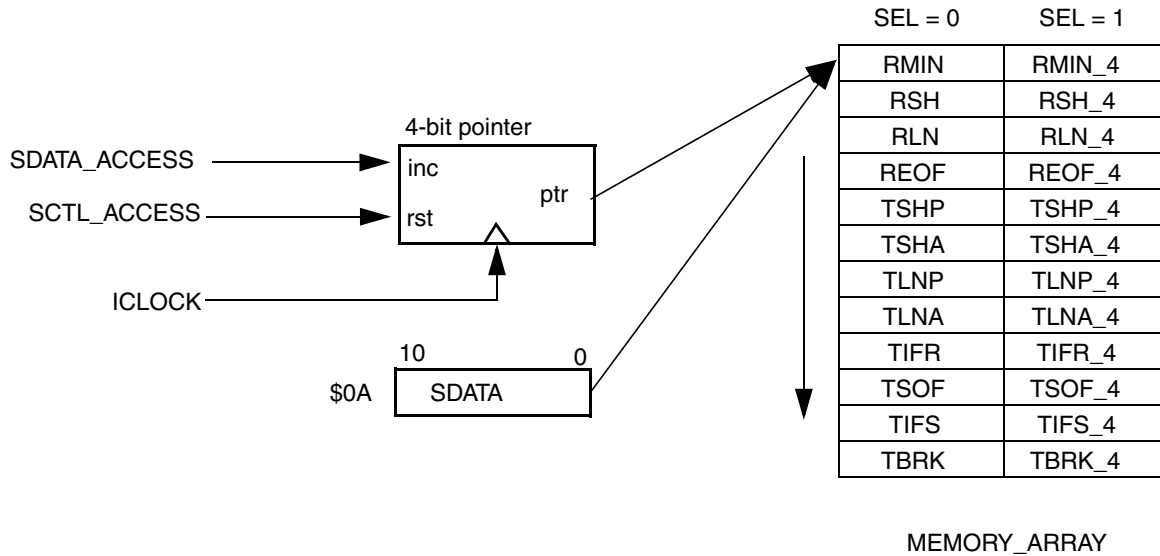 SEL = 0 SEL = 1
RMIN RMIN_4
RSH RSH_4
RLN RLN_4
REOF REOF_4
TSHP TSHP_4
TSHA TSHA_4
TLNP TLNP_4
TLNA TLNA_4
TIFR TIFR_4
TSOF TSOF_4
TIFS TIFS_4
TBRK TBRK_4
MEMORY_ARRAY
4-bit pointer
SDATA_ACCESS
inc
ptr
SCTL_ACCESS
rst
ICLOCK
10 0
$0A SDATA